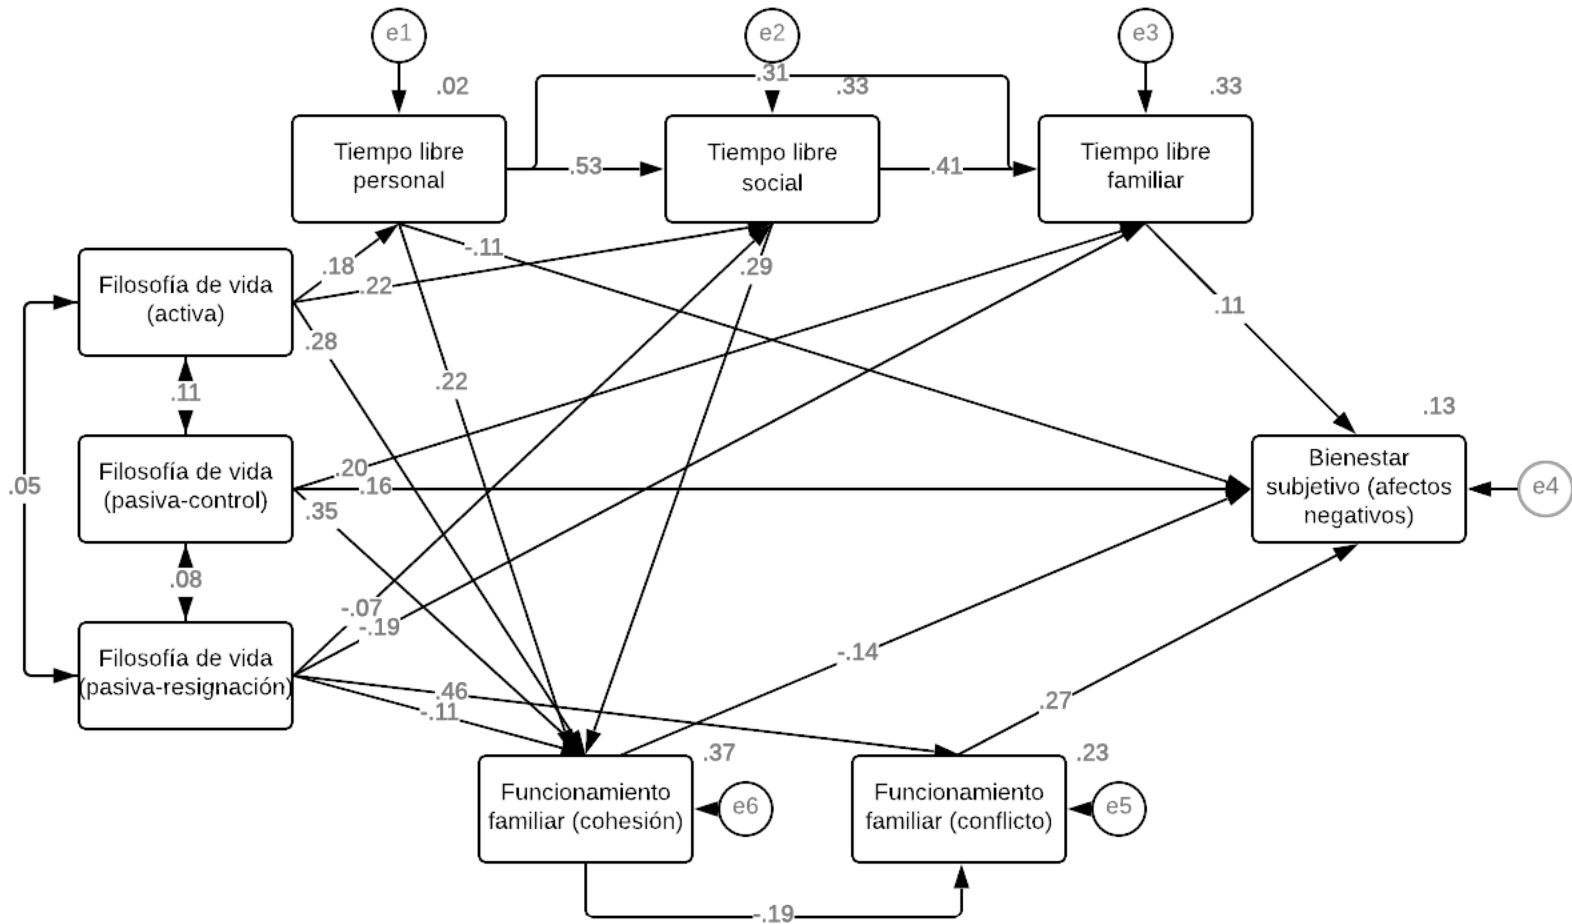 e1
e2
e3
.02
.31
.33
.33
Tiempo libre
personal
.53
Tiempo libre
social
.41
Tiempo libre
familiar
-.11
.18
.22
.29
Filosofía de vida
(activa)
.28
.11
.22
.11
.13
Filosofía de vida
(pasiva-control)
.05
.20
.16
.35
Bienestar
subjetivo (afectos
negativos)
e4
.08
-.07
-.19
Filosofía de vida
(pasiva-resignación)
-.14
.46
-.11
.27
.37
.23
Funcionamiento
familiar (cohesión)
e6
Funcionamiento
familiar (conflicto)
e5
-.19